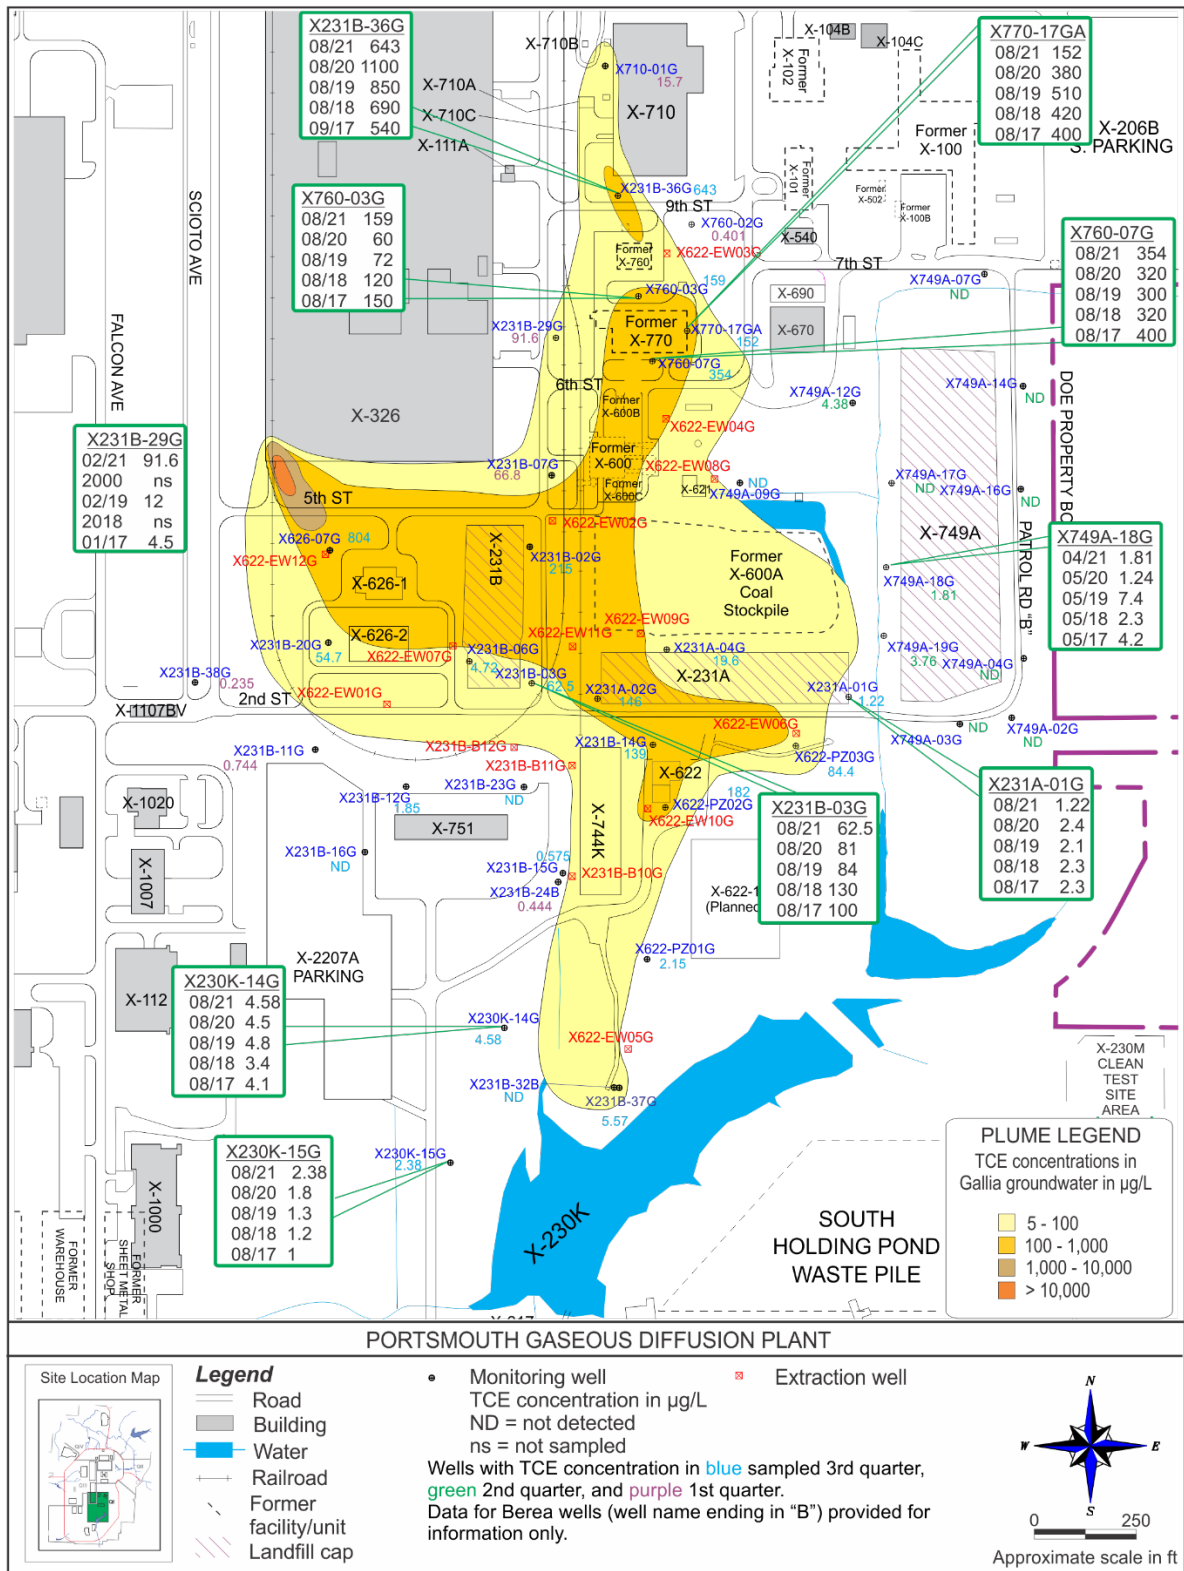 X231B-36G
08/21 643
08/20 1100
08/19 850
08/18 690
09/17 540
X-710B
X710-01G
15.7
X-710A
X-710C
X-111A
X-710
Former
X-102
X-104B
X-104C
X770-17GA
08/21 152
08/20 380
08/19 510
08/18 420
08/17 400
Former
X-100
X-206B
S. PARKING
Former
X-101
Former
X-502
Former
X-100B
X-540
X760-03G
08/21 159
08/20 60
08/19 72
08/18 120
08/17 150
X231B-36G 643
9th ST
X760-02G
0.401
Former
X-760
X622-EW03G
159
X760-03G
7th ST
X-690
X-670
X749A-07G
ND
X760-07G
08/21 354
08/20 320
08/19 300
08/18 320
08/17 400
SCIOTO AVE
FALCON AVE
X231B-29G
91.6
Former
X-770
X770-17GA
152
X760-07G
354
6th ST
Former
X-600B
X-326
X749A-12G
4.38
X749A-14G
ND
DOE PROPERTY BO
X622-EW04G
X231B-29G
02/21 91.6
2000 ns
02/19 12
2018 ns
01/17 4.5
X231B-07G
66.8
Former
X-600
Former
X-600C
X622-EW08G
X-621
X749A-09G
ND
X749A-17G
ND
X749A-16G
ND
5th ST
X626-07G
804
X622-EW12G
X-626-1
X-231B
X622-EW02G
X231B-02G
215
Former
X-600A
Coal
Stockpile
X-749A
PATROL RD "B"
X749A-18G
04/21 1.81
05/20 1.24
05/19 7.4
05/18 2.3
05/17 4.2
X749A-18G
1.81
X-626-2
X231B-20G
54.7
X622-EW07G
X231B-06G
4.72
X622-EW11G
X622-EW09G
X231A-04G
19.6
X749A-19G
3.76
X749A-04G
ND
X231B-38G
0.235
2nd ST
X622-EW01G
X231B-03G
62.5
X-231A
X231A-02G
146
X231A-01G
1.22
X-1107BV
X231B-11G
0.744
X231B-B12G
X231B-B11G
X231B-14G
139
X622-EW06G
X622-PZ03G
84.4
X749A-03G
ND
X749A-02G
ND
X-1020
X231B-12G
1.85
X231B-23G
ND
X-622
182
X622-PZ02G
X622-EW10G
X231B-03G
08/21 62.5
08/20 81
08/19 84
08/18 130
08/17 100
X231A-01G
08/21 1.22
08/20 2.4
08/19 2.1
08/18 2.3
08/17 2.3
X-751
X-744K
X231B-16G
ND
0.575
X231B-15G
X231B-24B
0.444
X231B-B10G
X-622-1
(Planned
X-1007
X622-PZ01G
2.15
X-2207A
PARKING
X-112
X230K-14G
08/21 4.58
08/20 4.5
08/19 4.8
08/18 3.4
08/17 4.1
X230K-14G
4.58
X622-EW05G
X231B-32B
ND
X231B-37G
5.57
X-230M
CLEAN
TEST
SITE
AREA
X230K-15G
08/21 2.38
08/20 1.8
08/19 1.3
08/18 1.2
08/17 1
X230K-15G
2.38
X-1000
FORMER
WAREHOUSE
FORMER
SHEET METAL
SHOP
X-230K
SOUTH
HOLDING POND
WASTE PILE
PLUME LEGEND
TCE concentrations in
Gallia groundwater in µg/L
5 - 100
100 - 1,000
1,000 - 10,000
> 10,000
PORTSMOUTH GASEOUS DIFFUSION PLANT
Site Location Map
Legend
Road
Building
Water
Railroad
Former
facility/unit
Landfill cap
Monitoring well
TCE concentration in µg/L
ND = not detected
ns = not sampled
Extraction well
Wells with TCE concentration in blue sampled 3rd quarter,
green 2nd quarter, and purple 1st quarter.
Data for Berea wells (well name ending in "B") provided for
information only.
N
W E
S
0 250
Approximate scale in ft